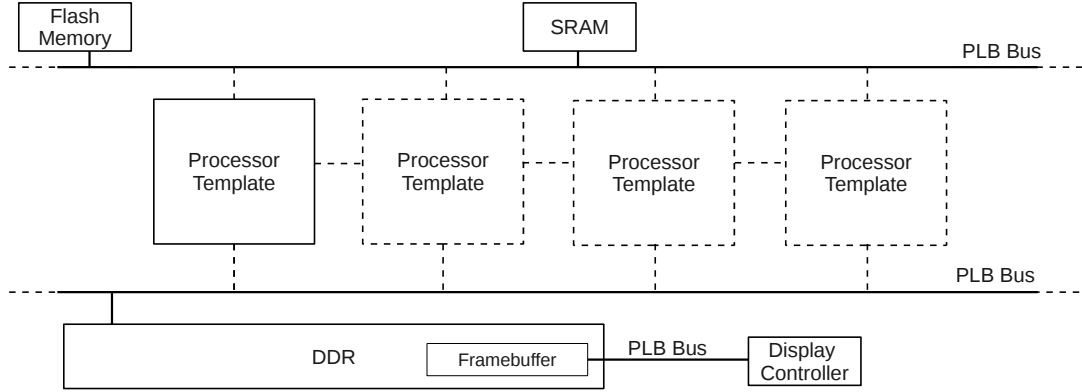 Flash
Memory
SRAM
PLB Bus
Processor
Template
Processor
Template
Processor
Template
Processor
Template
PLB Bus
DDR
Framebuffer
PLB Bus
Display
Controller